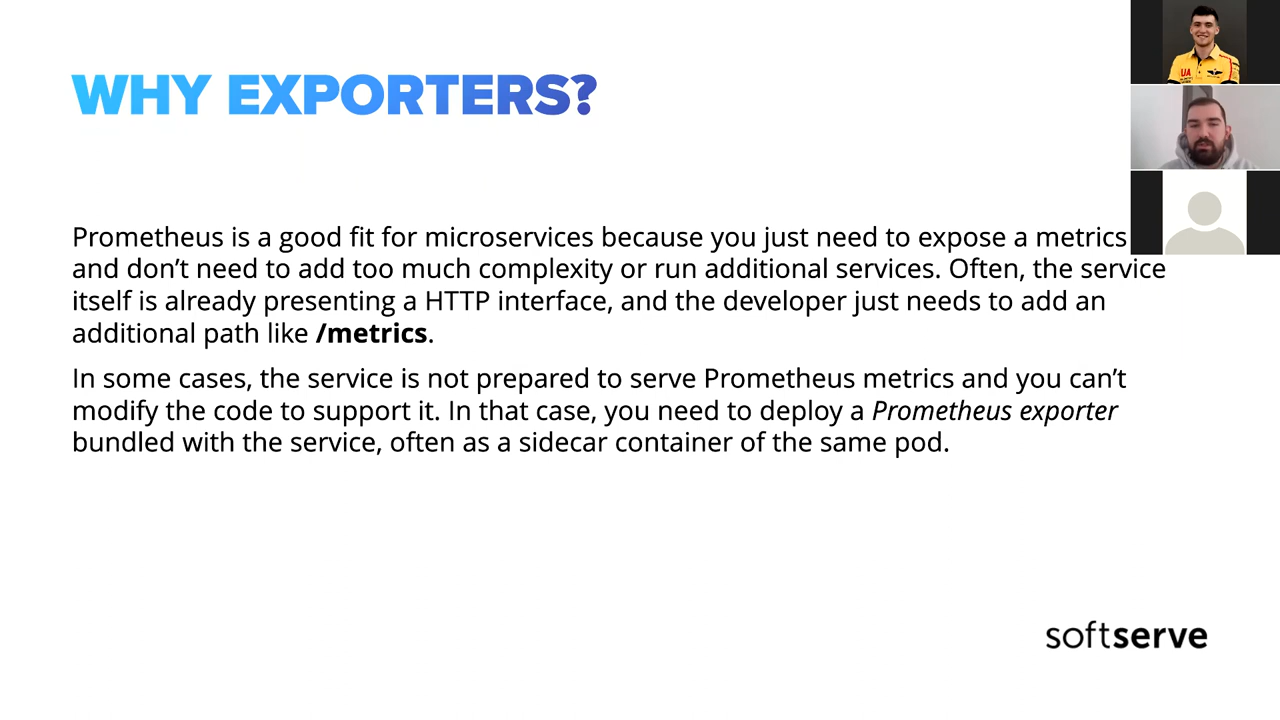 WHY EXPORTERS?
UA
Prometheus is a good fit for microservices because you just need to expose a metrics
and don’t need to add too much complexity or run additional services. Often, the service
itself is already presenting a HTTP interface, and the developer just needs to add an
additional path like /metrics.
In some cases, the service is not prepared to serve Prometheus metrics and you can’t
modify the code to support it. In that case, you need to deploy a Prometheus exporter
bundled with the service, often as a sidecar container of the same pod.
softserve